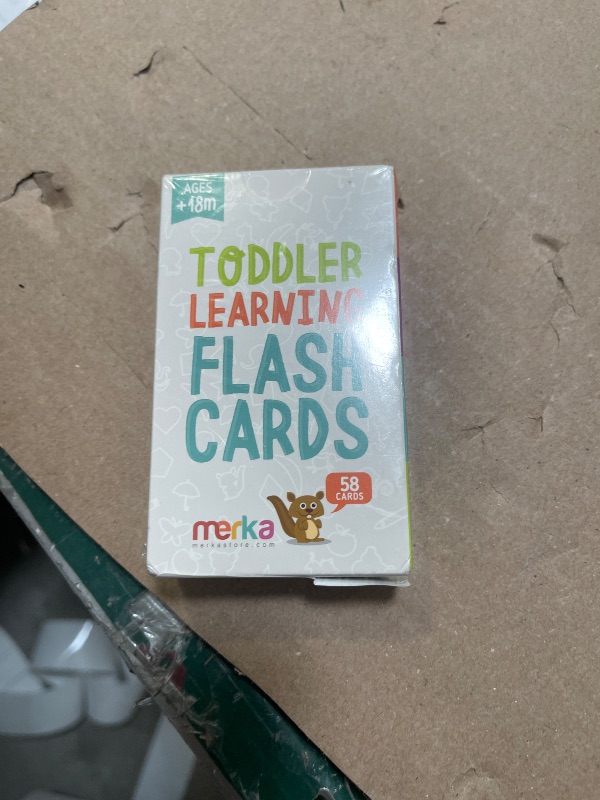 AGES
+18m
TODDLER
LEARNING
FLASH
CARDS
58
CARDS
merka
merkastore.com